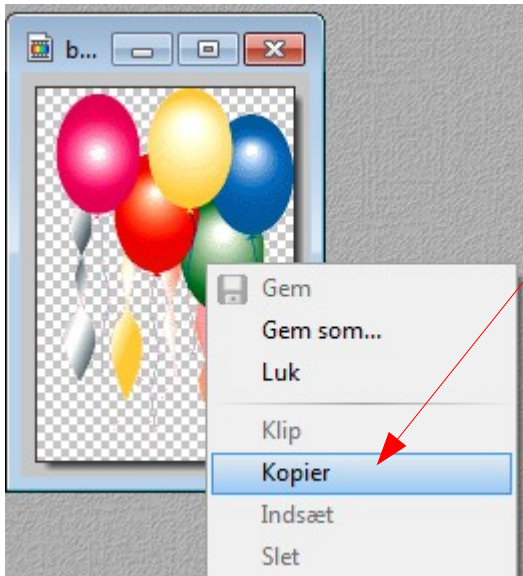 b...
Gem
Gem som...
Luk
Klip
Kopier
Indsæt
Slet